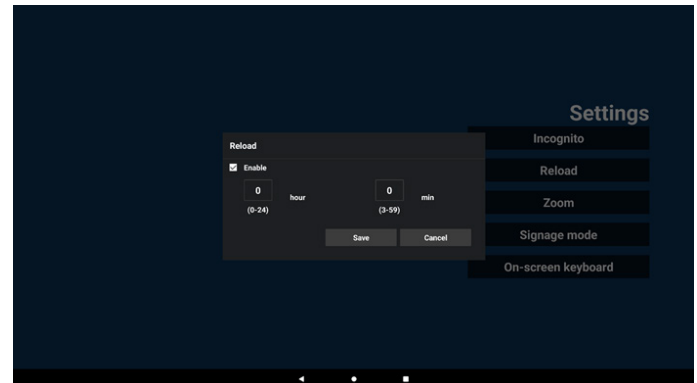 Settings
Incognito
Reload
Zoom
Signage mode
On-screen keyboard
Reload
Enable
0 hour 0 min
(0-24) (3-59)
Save Cancel